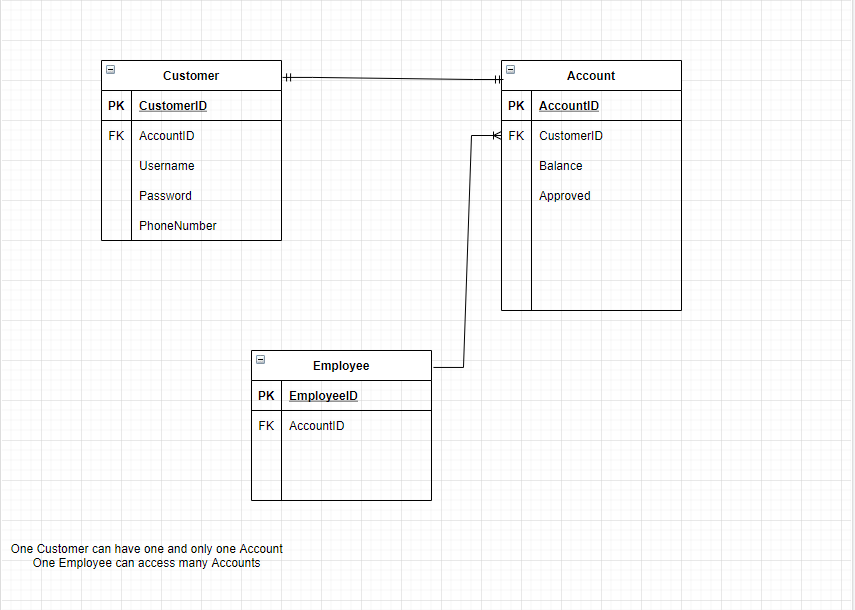 Customer
PK CustomerID
FK AccountID
Username
Password
PhoneNumber
Account
PK AccountID
FK CustomerID
Balance
Approved
Employee
PK EmployeeID
FK AccountID
One Customer can have one and only one Account
One Employee can access many Accounts